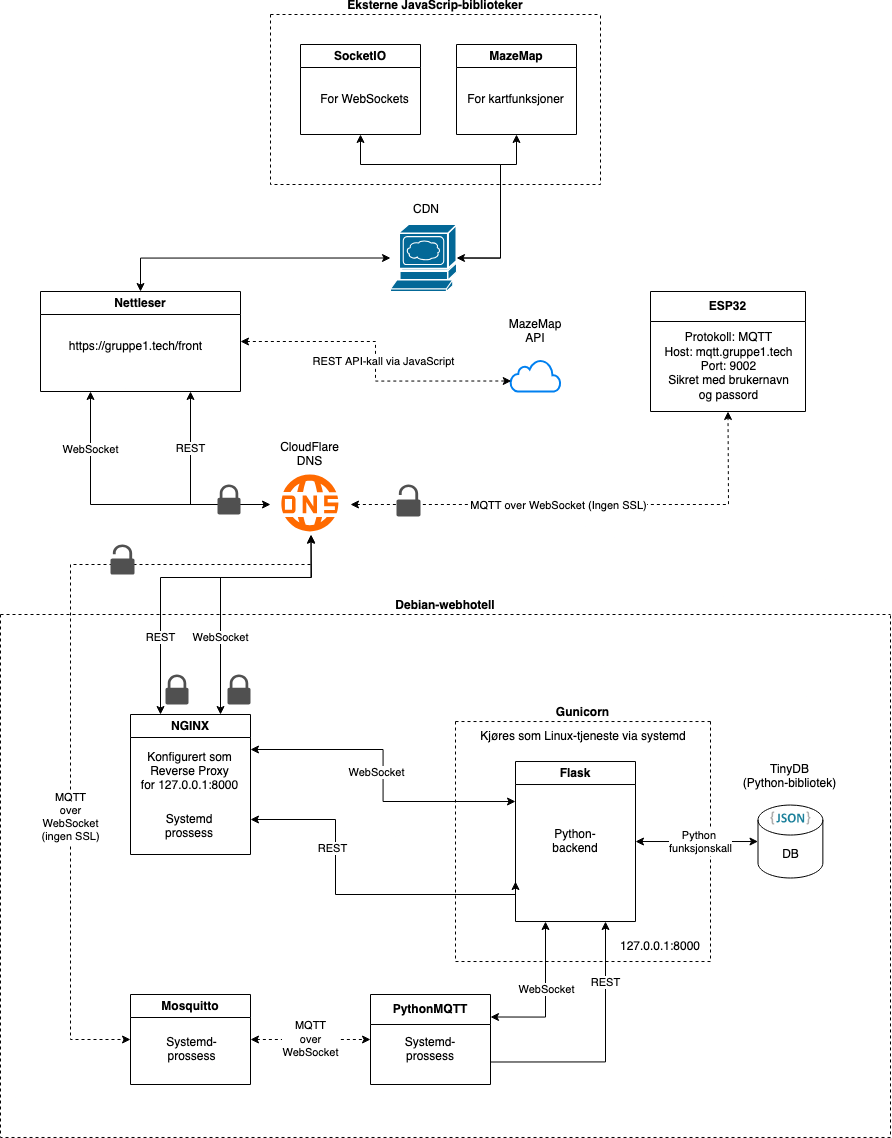 Eksterne JavaScrip-biblioteker
SocketIO
For WebSockets
MazeMap
For kartfunksjoner
CDN
Nettleser
https://gruppe1.tech/front
MazeMap
API
REST API-kall via JavaScript
ESP32
Protokoll: MQTT
Host: mqtt.gruppe1.tech
Port: 9002
Sikret med brukernavn
og passord
WebSocket
REST
CloudFlare
DNS
DNS
MQTT over WebSocket (Ingen SSL)
Debian-webhotell
REST
WebSocket
NGINX
Konfigurert som
Reverse Proxy
for 127.0.0.1:8000
Systemd
prossess
Gunicorn
Kjøres som Linux-tjeneste via systemd
WebSocket
REST
Flask
Python-
backend
127.0.0.1:8000
Python
funksjonskall
TinyDB
(Python-bibliotek)
{JSON}
DB
MQTT
over
WebSocket
(ingen SSL)
WebSocket
REST
Mosquitto
Systemd-
prossess
MQTT
over
WebSocket
PythonMQTT
Systemd-
prossess